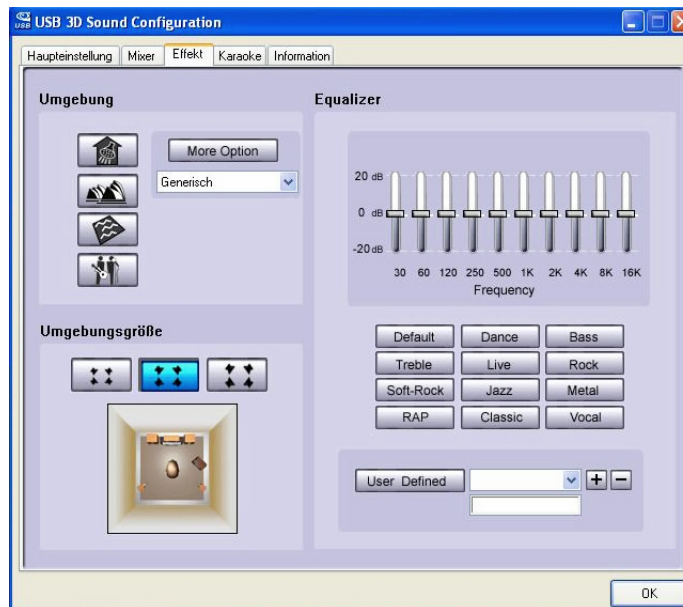 USB USB 3D Sound Configuration
Haupteinstellung Mixer Effekt Karaoke Information
Umgebung
More Option
Generisch
Umgebungsgröße
Equalizer
20 dB
0 dB
-20 dB
30 60 120 250 500 1K 2K 4K 8K 16K
Frequency
Default Dance Bass
Treble Live Rock
Soft-Rock Jazz Metal
RAP Classic Vocal
User Defined
OK